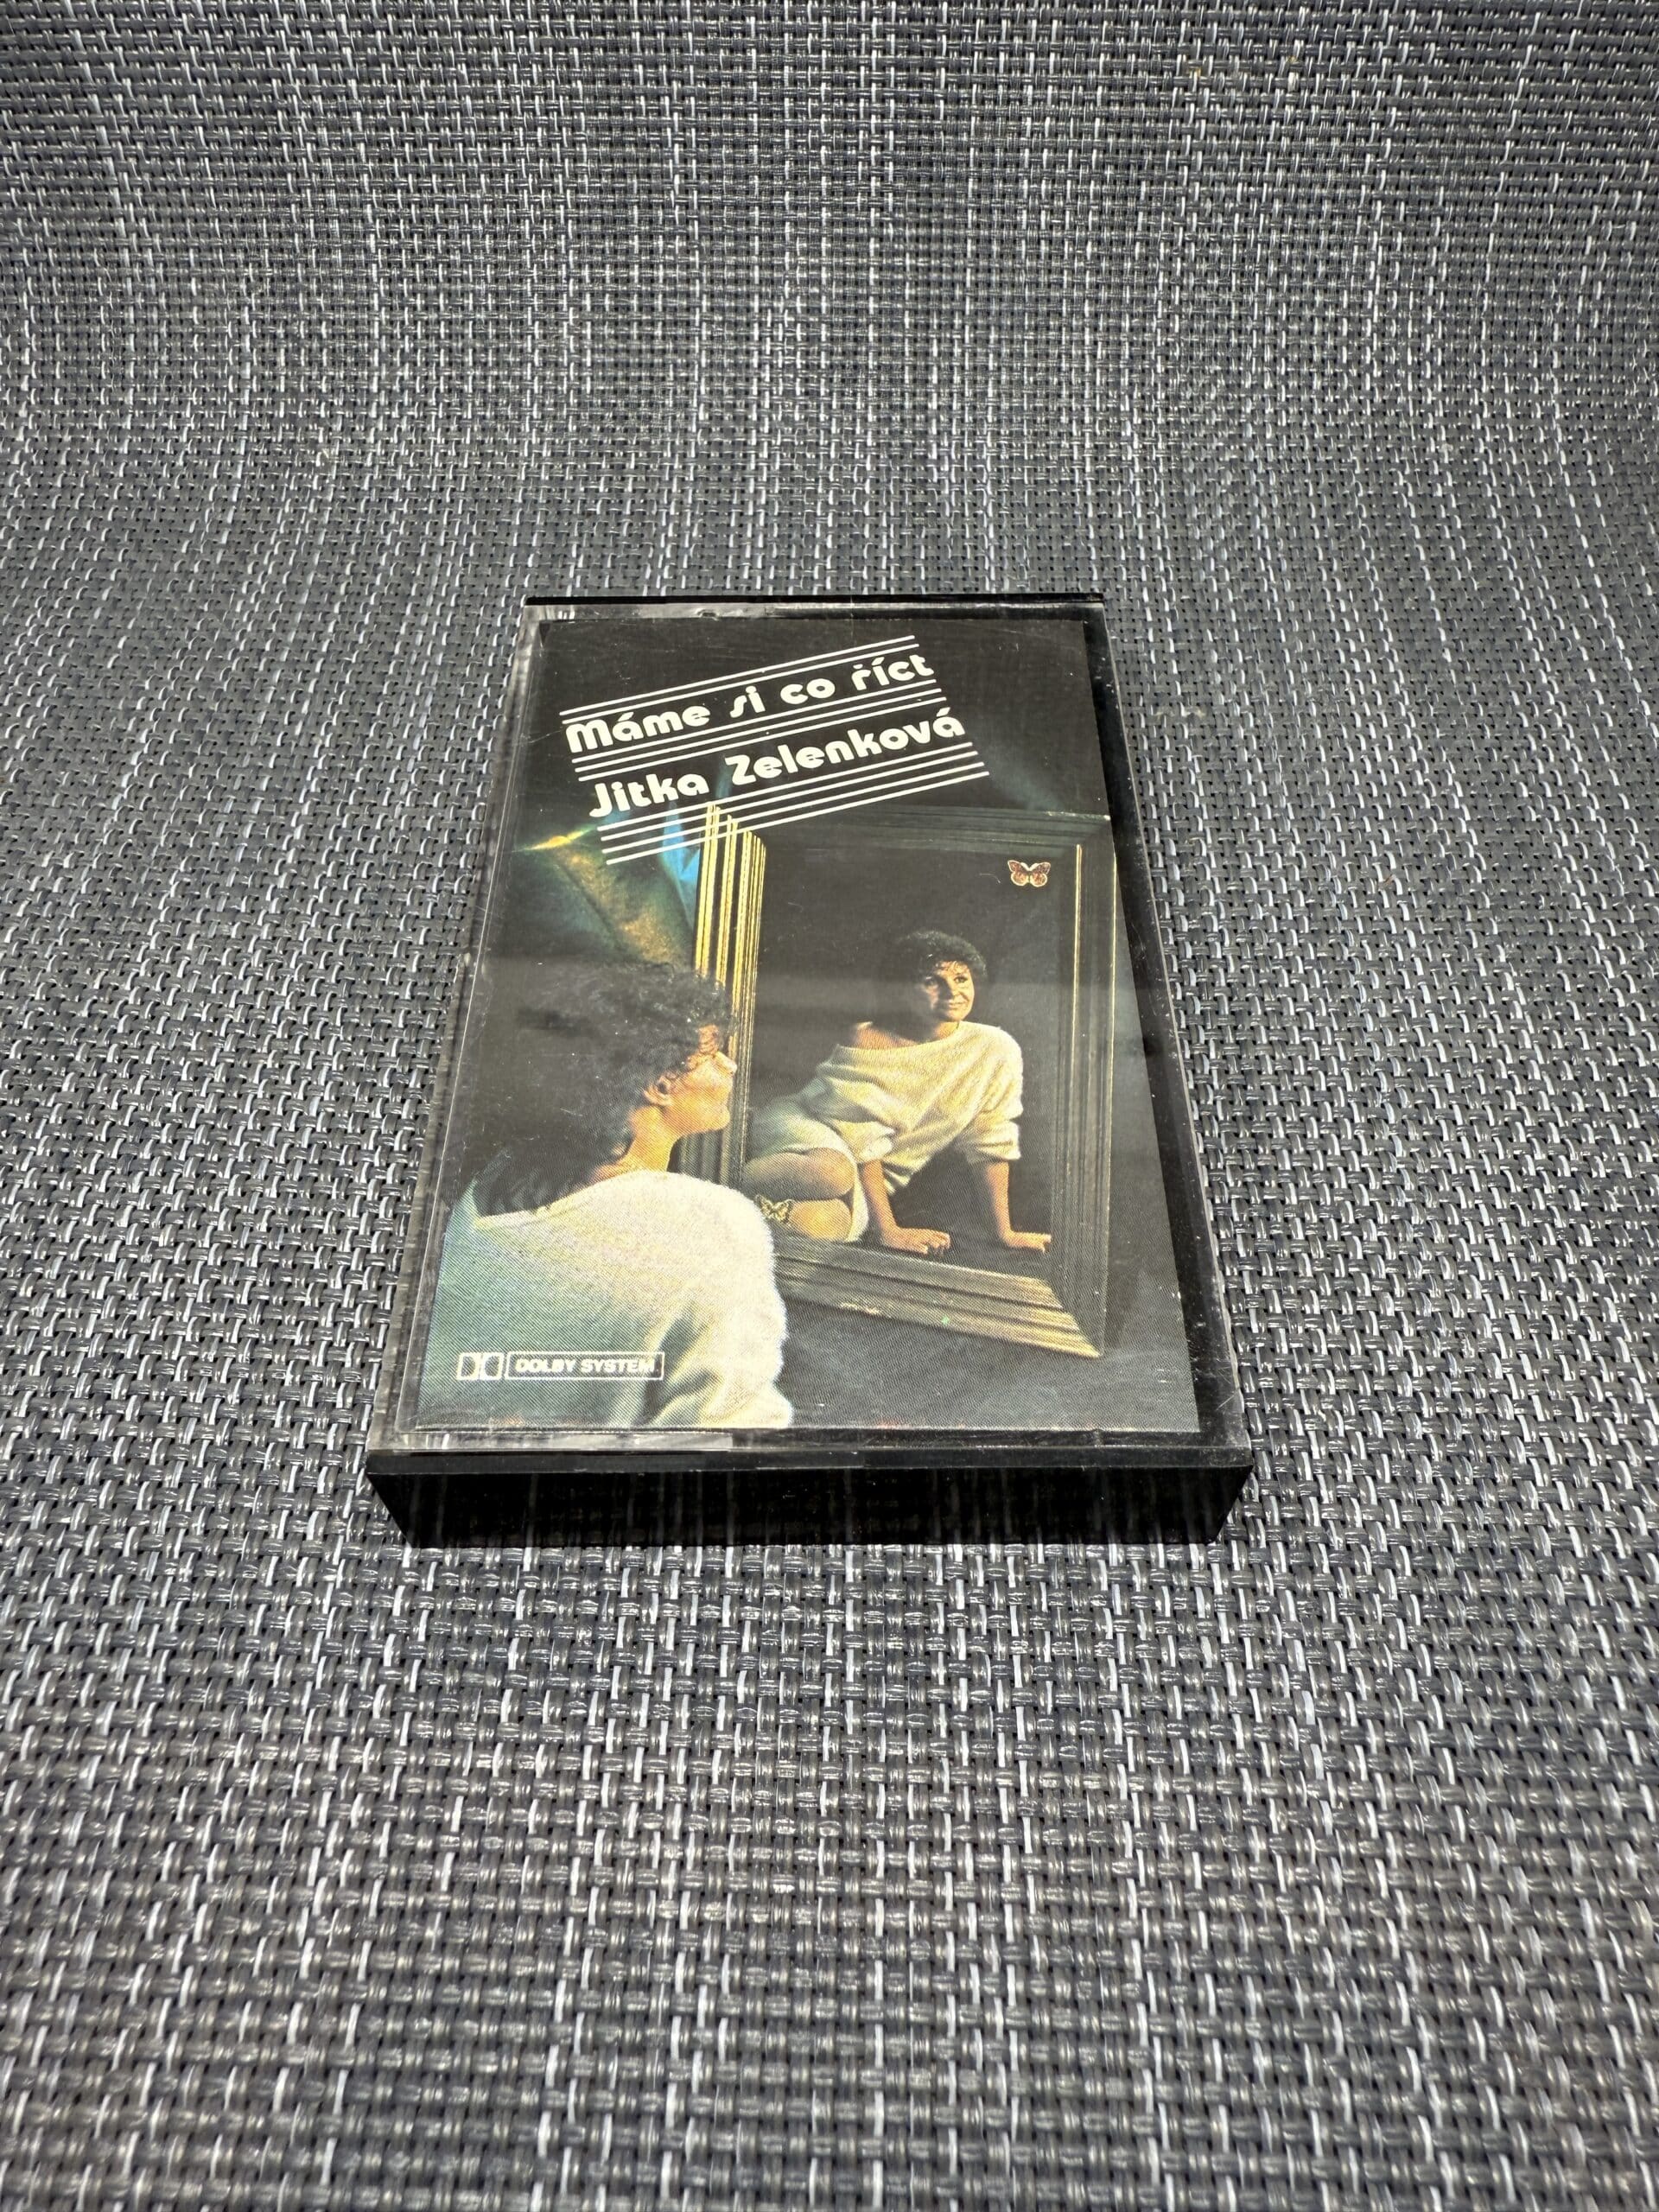 Máme si co říct
Jitka Zelenková
DOLBY SYSTEM